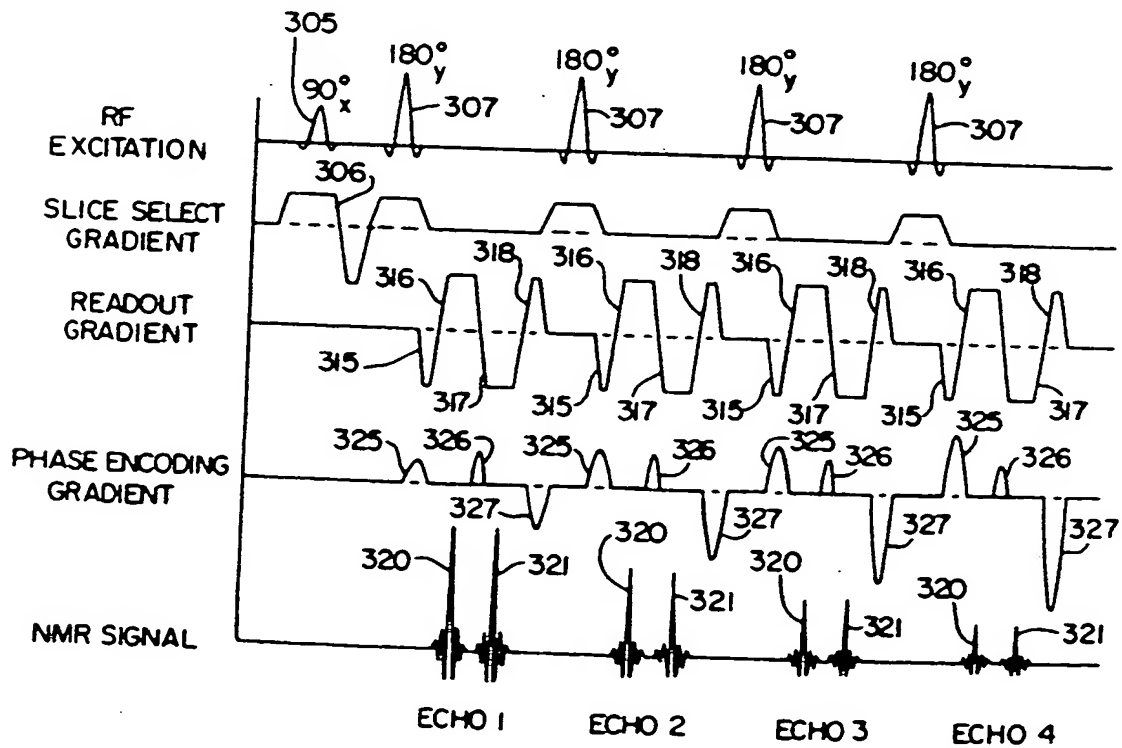 305
90°x
180°y
180°y
180°y
180°y
307
307
307
307
RF
EXCITATION
306
SLICE SELECT
GRADIENT
316
318
316
318
316
318
316
318
READOUT
GRADIENT
315
317
315
317
315
317
315
317
325
326
325
326
325
326
325
326
PHASE ENCODING
GRADIENT
327
327
327
327
320
321
320
321
320
321
320
321
NMR SIGNAL
ECHO 1
ECHO 2
ECHO 3
ECHO 4